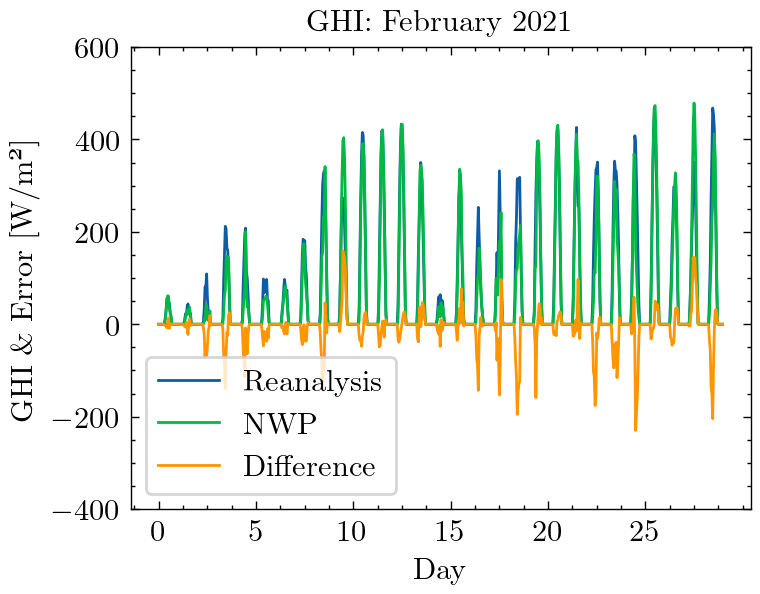 GHI: February 2021
GHI & Error [W/m²]
600
400
200
0
−200
−400
Reanalysis
NWP
Difference
0 5 10 15 20 25
Day